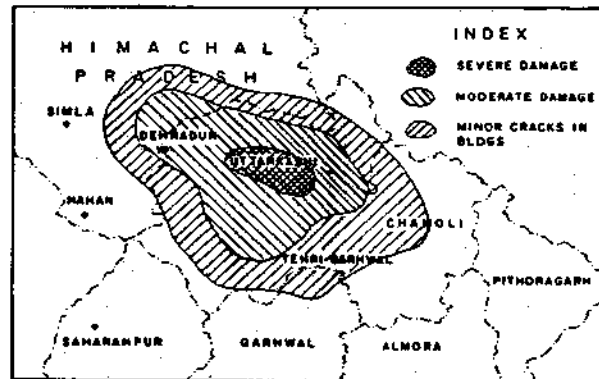 HIMACHAL
PRADESH
INDEX
SEVERE DAMAGE
MODERATE DAMAGE
MINOR CRACKS IN
BLDGS
SIMLA
DEHRADUN
UTTARKASHI
NAHAN
CHAMOLI
TEHRI-GARHWAL
PITHORAGARH
SAHARANPUR
GARHWAL
ALMORA